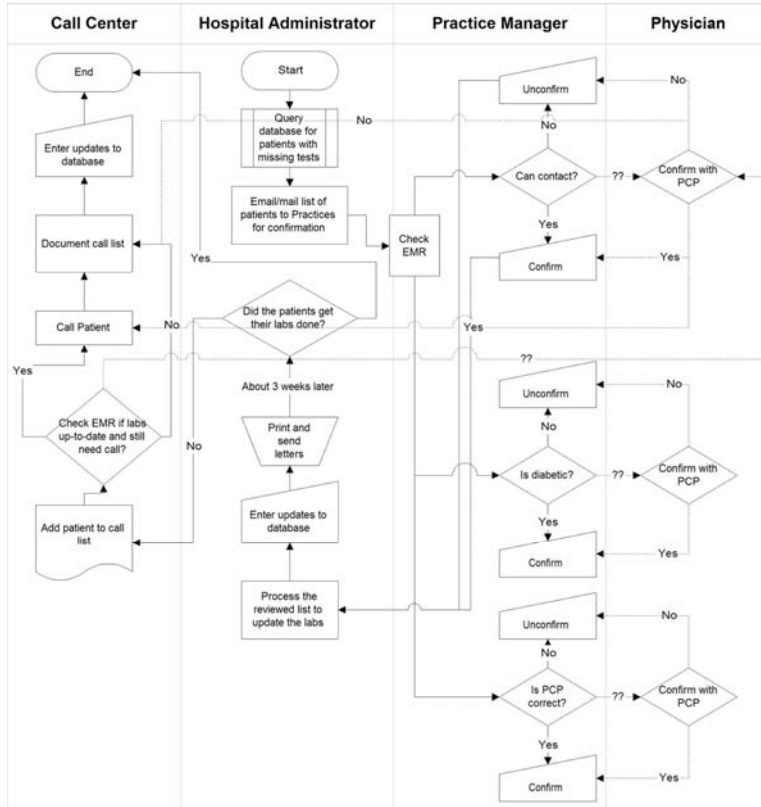 Call Center
Hospital Administrator
Practice Manager
Physician
End
Enter updates to
database
Document call list
Call Patient
Yes
Check EMR if labs
up-to-date and still
need call?
Add patient to call
list
Start
Query
database for
patients with
missing tests
Email/mail list of
patients to Practices
for confirmation
Yes
Did the patients get
their labs done?
No
No
About 3 weeks later
Print and
send
letters
Enter updates to
database
Process the
reviewed list to
update the labs
Check
EMR
No
Unconfirm
No
No
Can contact?
??
Confirm with
PCP
Yes
Confirm
Yes
Yes
??
Unconfirm
No
No
Is diabetic?
??
Confirm with
PCP
Yes
Confirm
Yes
Unconfirm
No
No
Is PCP
correct?
??
Confirm with
PCP
Yes
Confirm
Yes